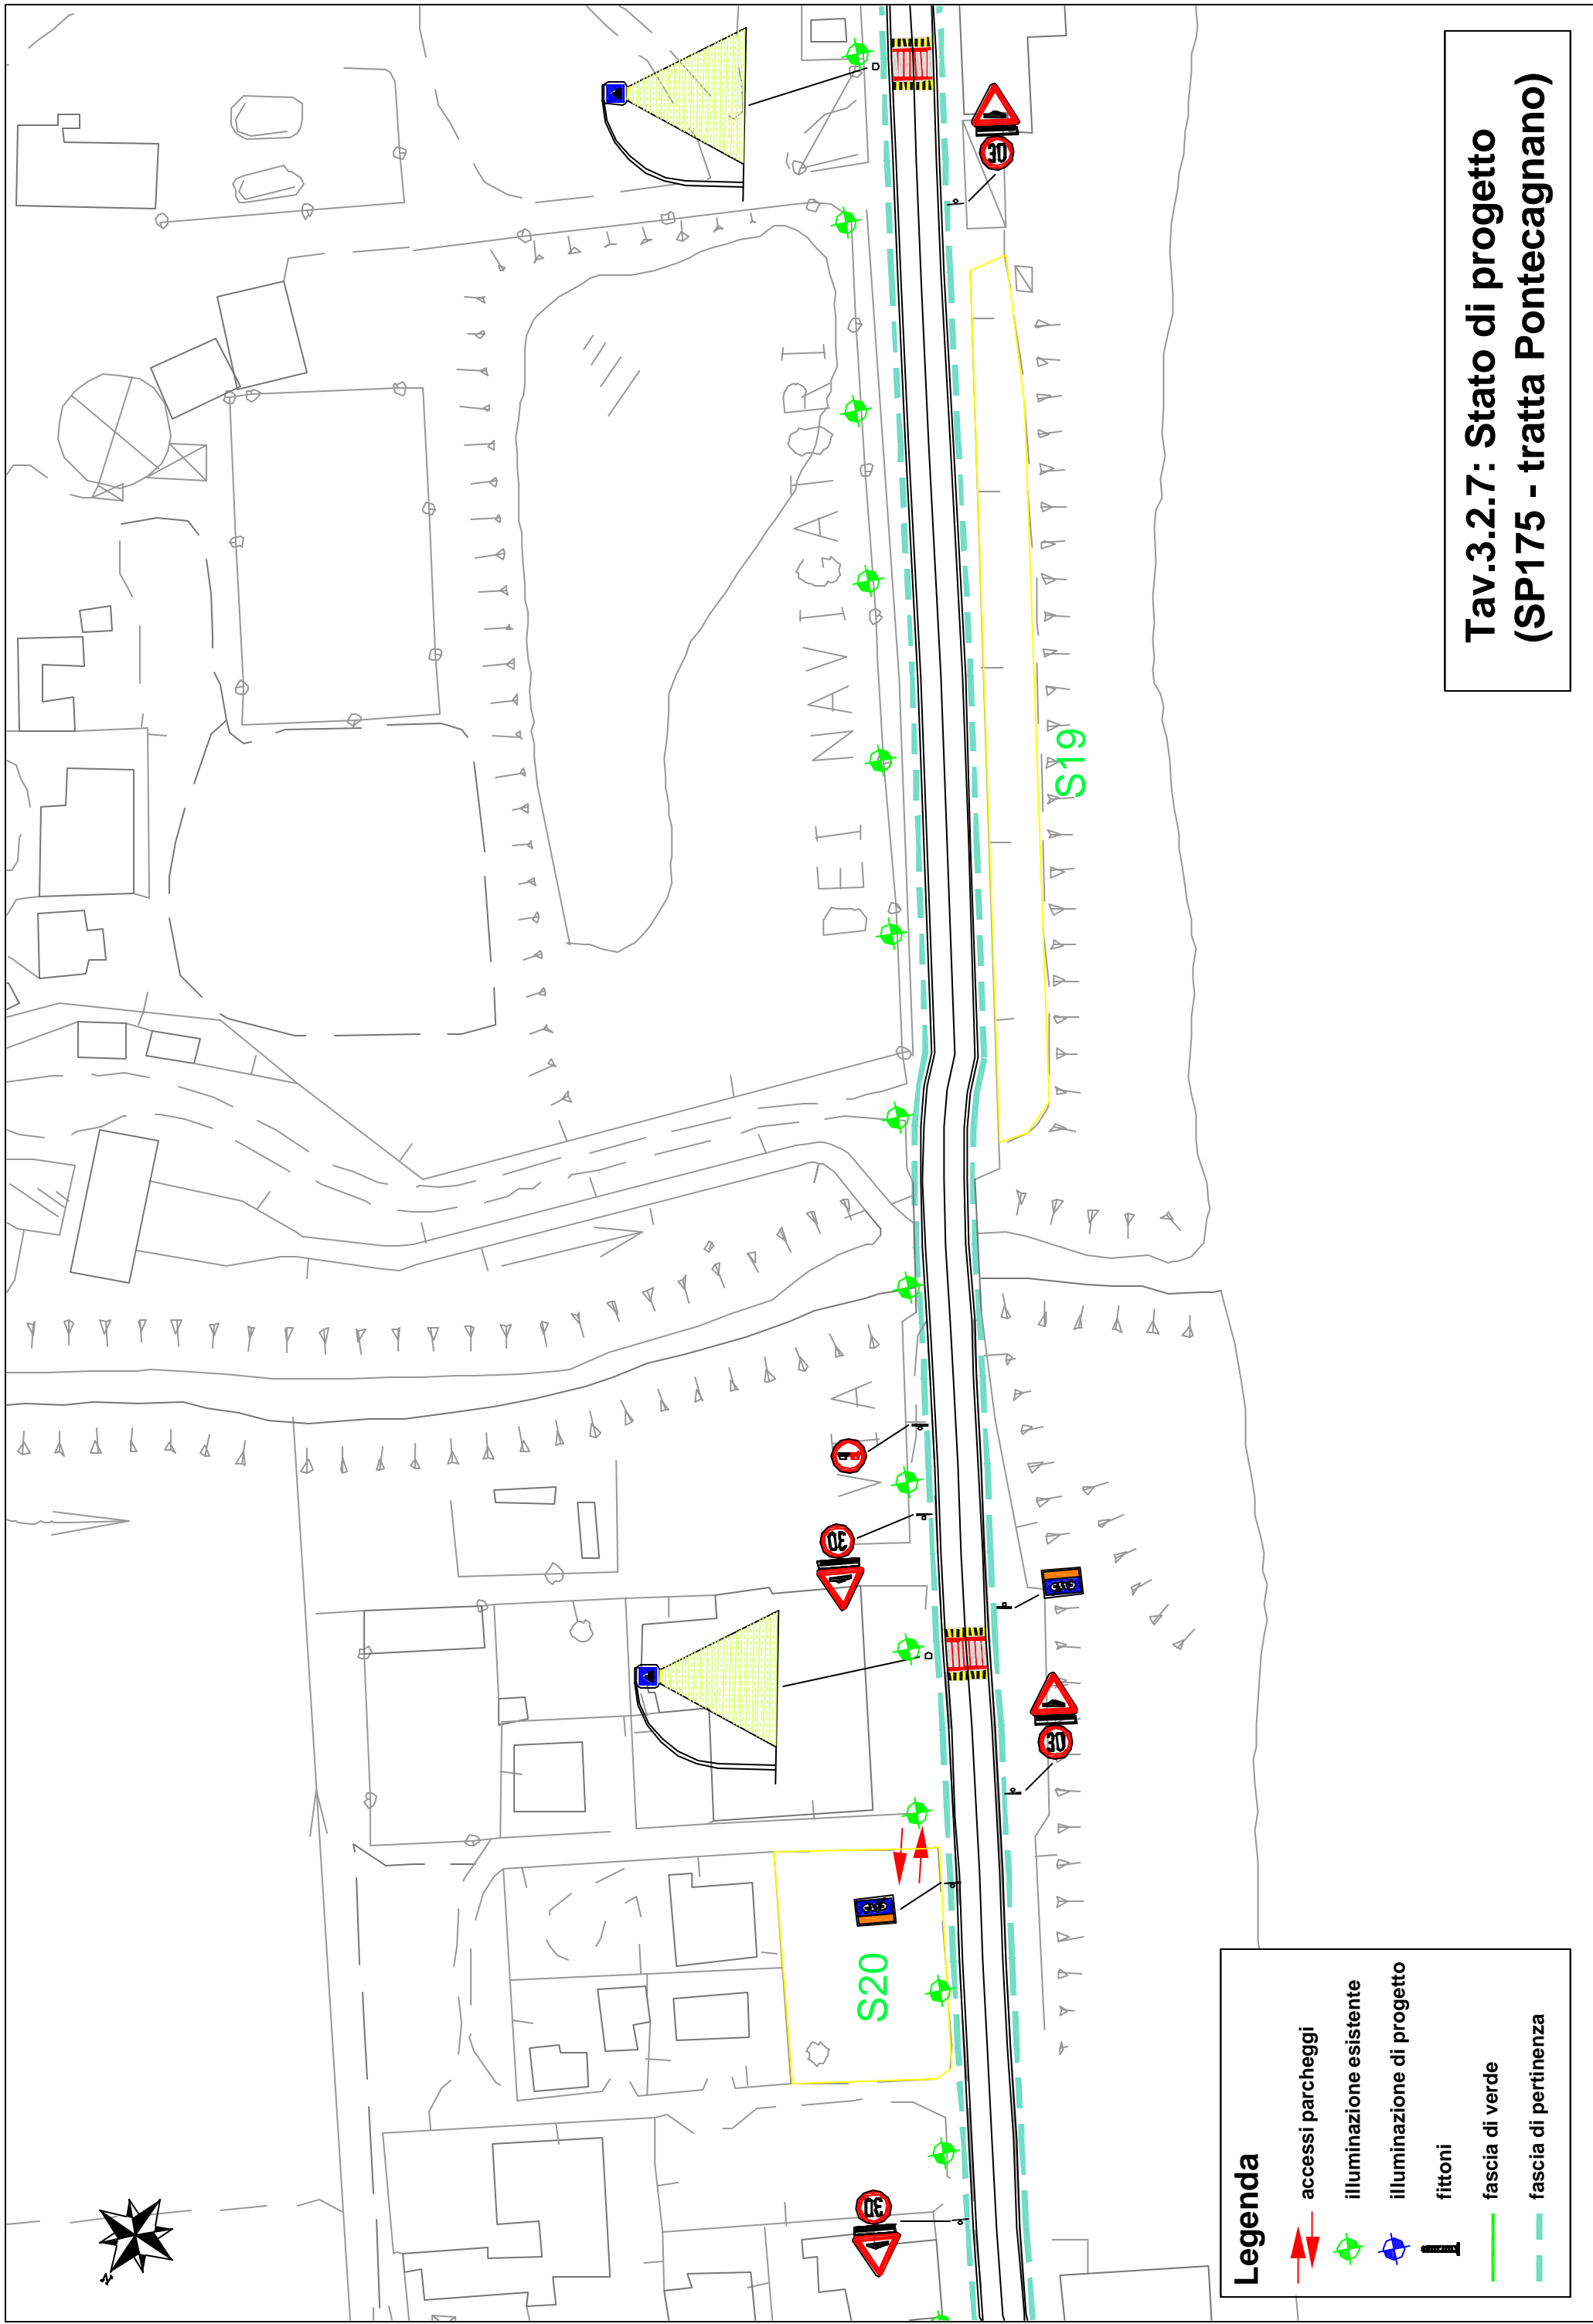 Tav.3.2.7: Stato di progetto
(SP175 - tratta Pontecagnano)
VIA DEI NAVIGATORI
S19
S20
30
30
30
30
N
Legenda
accessi parcheggi
illuminazione esistente
illuminazione di progetto
fittoni
fascia di verde
fascia di pertinenza